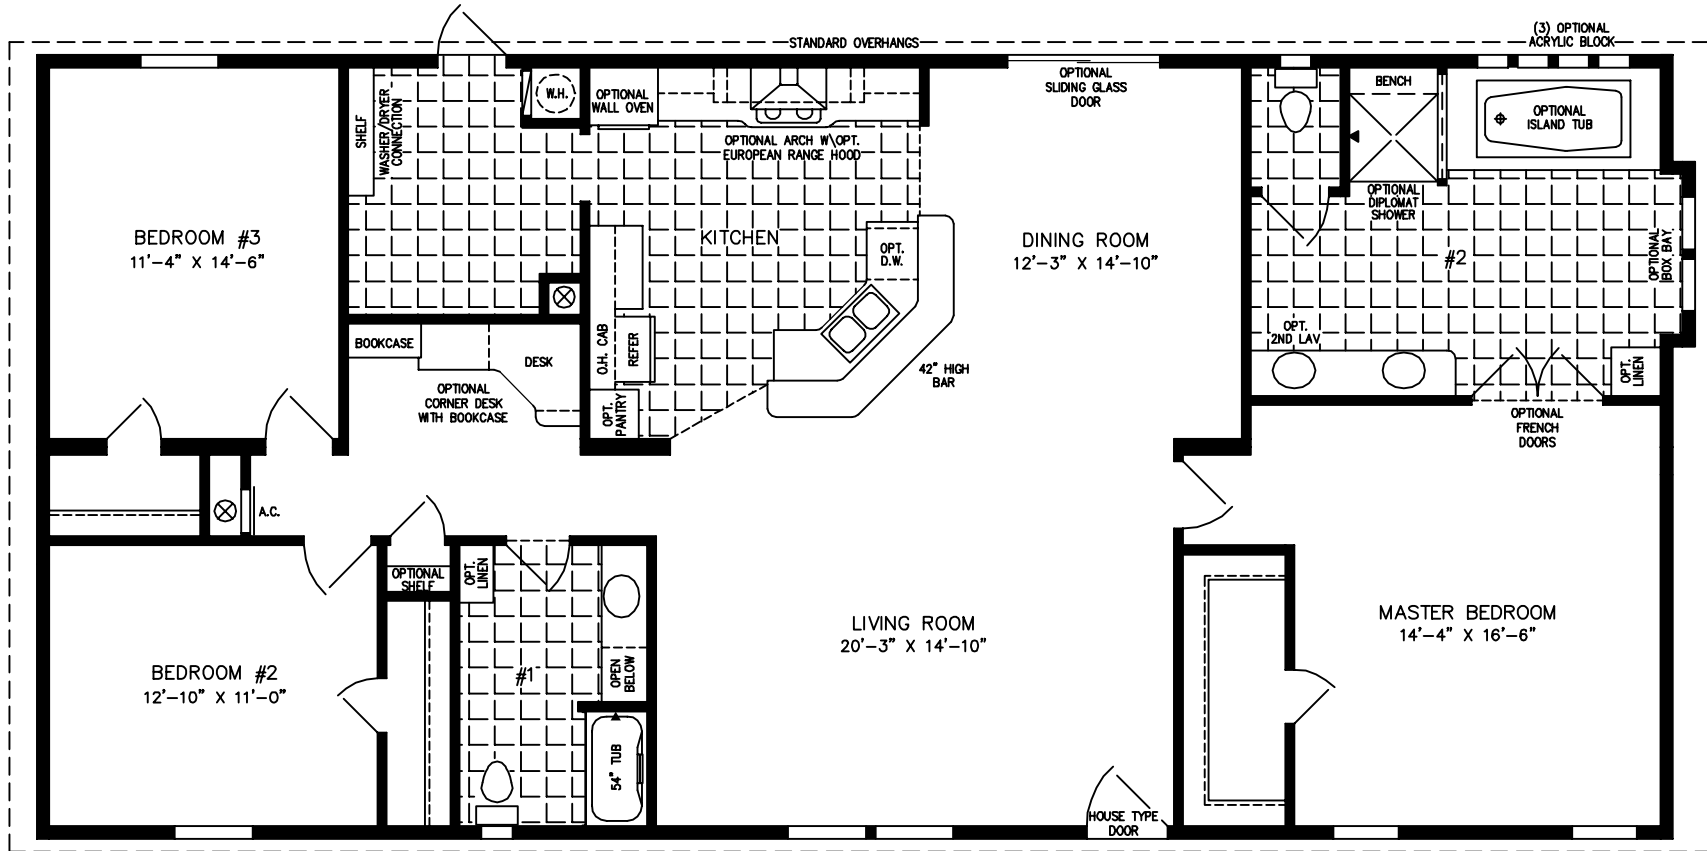 STANDARD OVERHANGS
(3) OPTIONAL
ACRYLIC BLOCK
SHELF
WASHER/DRYER
CONNECTION
W.H.
OPTIONAL
WALL OVEN
OPTIONAL ARCH W\OPT.
EUROPEAN RANGE HOOD
OPTIONAL
SLIDING GLASS
DOOR
BENCH
OPTIONAL
ISLAND TUB
OPTIONAL
DIPLOMAT
SHOWER
BEDROOM #3
11'-4" X 14'-6"
KITCHEN
OPT.
D.W.
DINING ROOM
12'-3" X 14'-10"
#2
OPTIONAL
BOX BAY
BOOKCASE
DESK
OPTIONAL
CORNER DESK
WITH BOOKCASE
O.H. CAB
REFER
OPT.
PANTRY
42" HIGH
BAR
OPT.
2ND LAV
OPT.
LINEN
OPTIONAL
FRENCH
DOORS
A.C.
OPTIONAL
SHELF
OPT.
LINEN
BEDROOM #2
12'-10" X 11'-0"
#1
OPEN
BELOW
54" TUB
LIVING ROOM
20'-3" X 14'-10"
MASTER BEDROOM
14'-4" X 16'-6"
HOUSE TYPE
DOOR